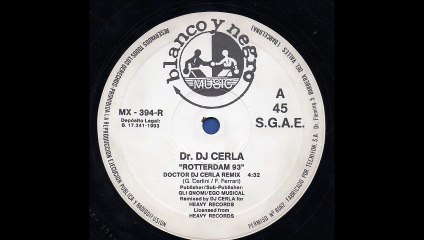 blanco y negro
MUSIC
MX - 394-R
Depósito Legal:
B. 17.341-1993
A
45
S.G.A.E.
Dr. DJ CERLA
"ROTTERDAM 93"
DOCTOR DJ CERLA REMIX 4:32
(G. Cerlini / F. Ferrari)
Publisher/Sub-Publisher:
GLI GNOMI/EGO MUSICAL
Remixed by DJ CERLA for
HEAVY RECORDS
Licensed from
HEAVY RECORDS